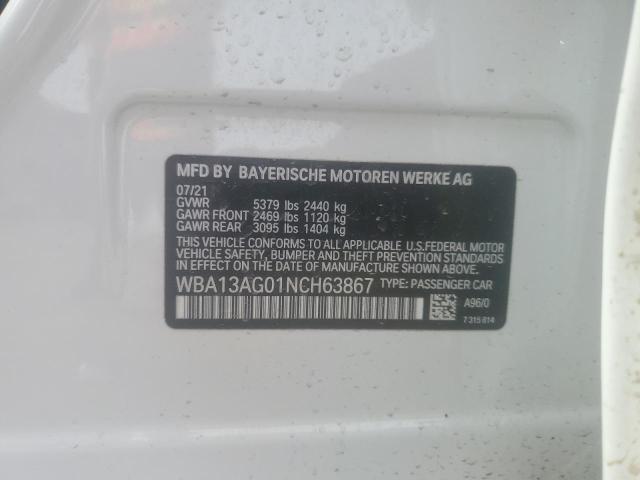 MFD BY BAYERISCHE MOTOREN WERKE AG
07/21
GVWR 5379 lbs 2440 kg
GAWR FRONT 2469 lbs 1120 kg
GAWR REAR 3095 lbs 1404 kg
THIS VEHICLE CONFORMS TO ALL APPLICABLE U.S.FEDERAL MOTOR
VEHICLE SAFETY, BUMPER, AND THEFT PREVENTION STANDARDS
IN EFFECT ON THE DATE OF MANUFACTURE SHOWN ABOVE.
WBA13AG01NCH63867 TYPE: PASSENGER CAR
A96/0
7 315 814